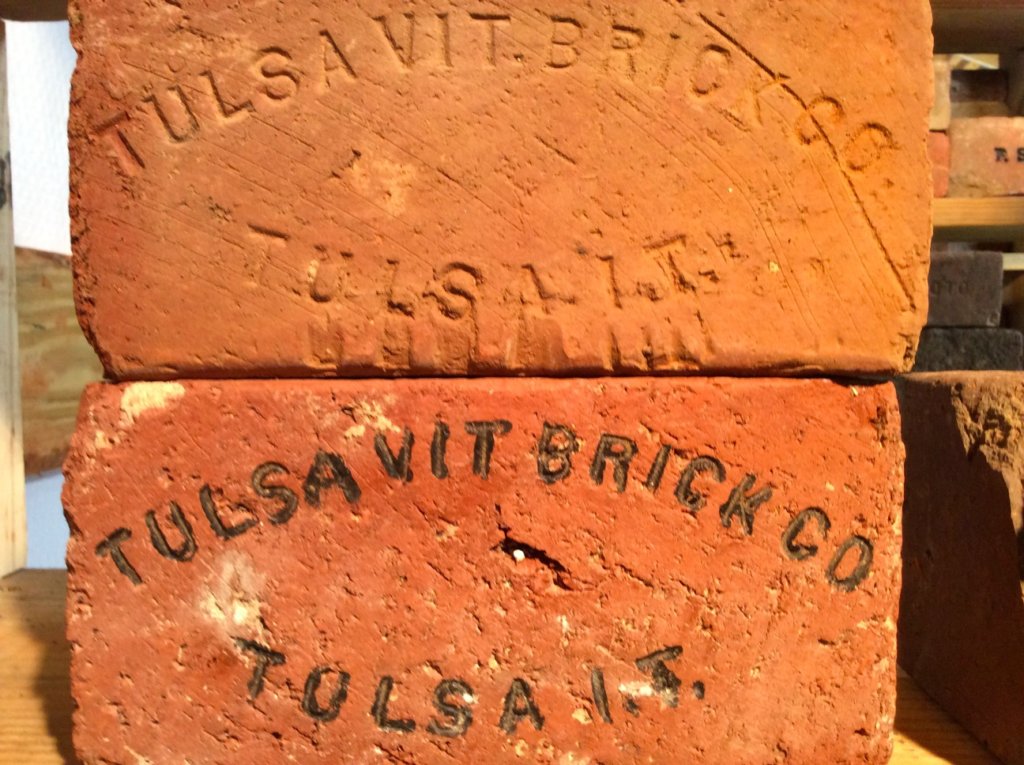 TULSA VIT. BRICK CO.
TULSA. I.T.
TULSA VIT BRICK CO
TULSA I.T.